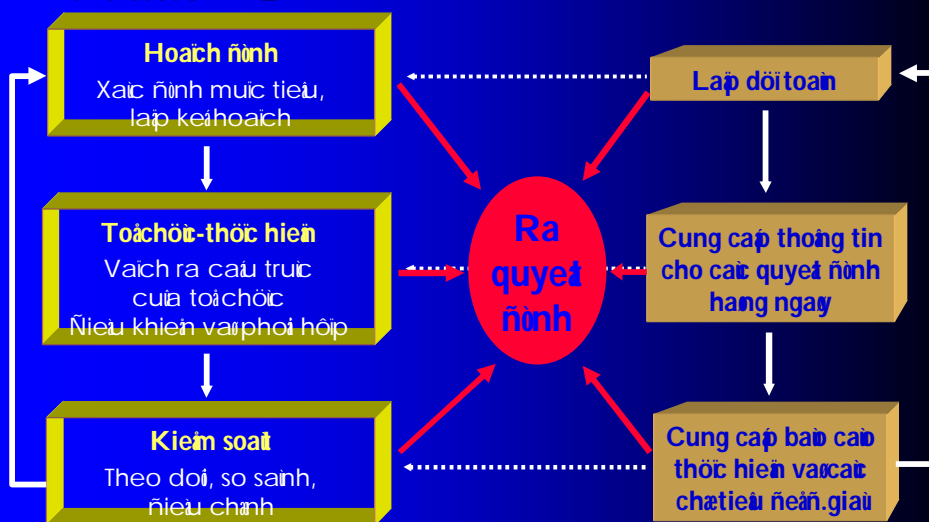 Hoaïch ñònh
Xaùc ñònh muïc tieâu,
laäp keá hoaïch
Laäp döï toaùn
Toå chöùc-thöïc hieän
Vaïch ra caáu truùc
cuûa toå chöùc
Ñieàu khieån vaø phoái hôïp
Ra
quyeát
ñònh
Cung caáp thoâng tin
cho caùc quyeát ñònh
haøng ngaøy
Kieåm soaùt
Theo doõi, so saùnh,
ñieàu chænh
Cung caáp baùo caùo
thöïc hieän vaø caùc
chæ tieâu ñeå ñ.giaù